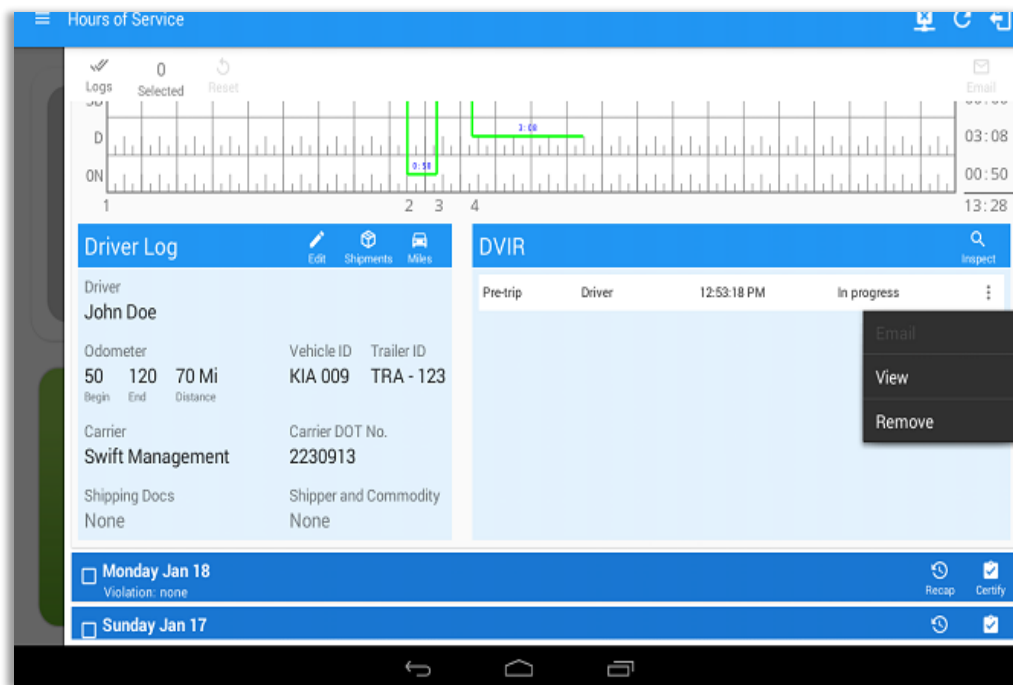 Hours of Service
Logs
0
Selected
Reset
Email
D
3:08
03:08
ON
0:50
00:50
1 2 3 4 13:28
Driver Log
Edit
Shipments
Miles
DVIR
Inspect
Driver
John Doe
Pre-trip Driver 12:53:18 PM In progress
Email
View
Remove
Odometer Vehicle ID Trailer ID
50 120 70 Mi KIA 009 TRA - 123
Begin End Distance
Carrier Carrier DOT No.
Swift Management 2230913
Shipping Docs Shipper and Commodity
None None
Monday Jan 18
Violation: none
Recap Certify
Sunday Jan 17